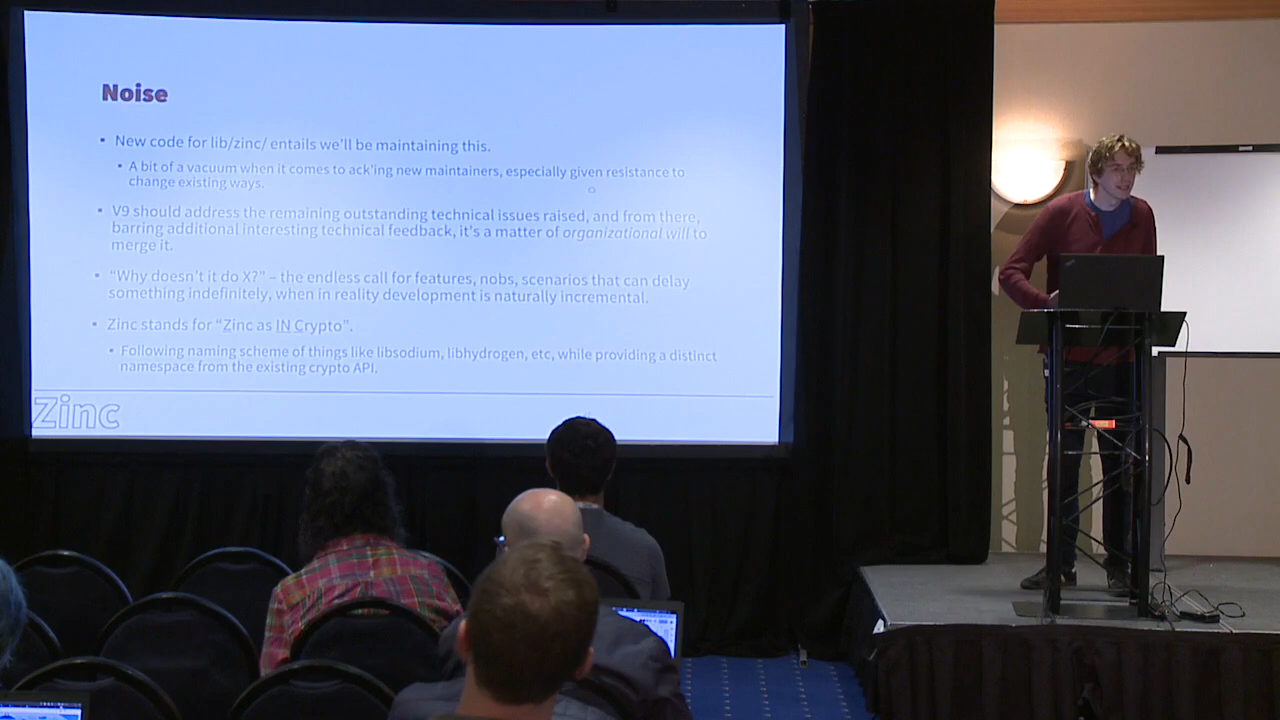 Noise
▪ New code for lib/zinc/ entails we'll be maintaining this.
▪ A bit of a vacuum when it comes to ack'ing new maintainers, especially given resistance to
change existing ways.
▪ V9 should address the remaining outstanding technical issues raised, and from there,
barring additional interesting technical feedback, it's a matter of organizational will to
merge it.
▪ “Why doesn't it do X?” – the endless call for features, nobs, scenarios that can delay
something indefinitely, when in reality development is naturally incremental.
▪ Zinc stands for “Zinc as IN Crypto”.
▪ Following naming scheme of things like libsodium, libhydrogen, etc, while providing a distinct
namespace from the existing crypto API.
Zinc